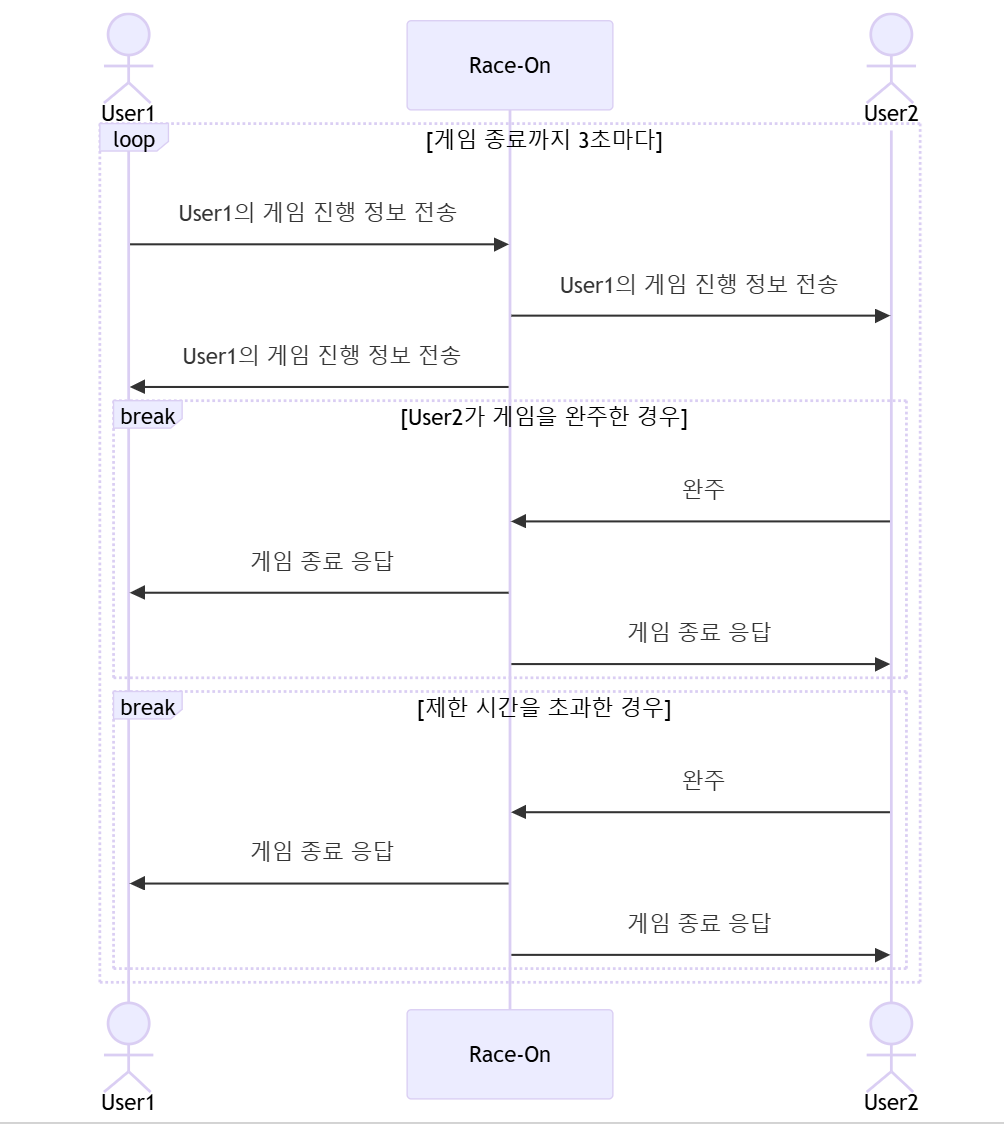 User1
Race-On
User2
loop
[게임 종료까지 3초마다]
User1의 게임 진행 정보 전송
User1의 게임 진행 정보 전송
User1의 게임 진행 정보 전송
break
[User2가 게임을 완주한 경우]
완주
게임 종료 응답
게임 종료 응답
break
[제한 시간을 초과한 경우]
완주
게임 종료 응답
게임 종료 응답
User1
Race-On
User2